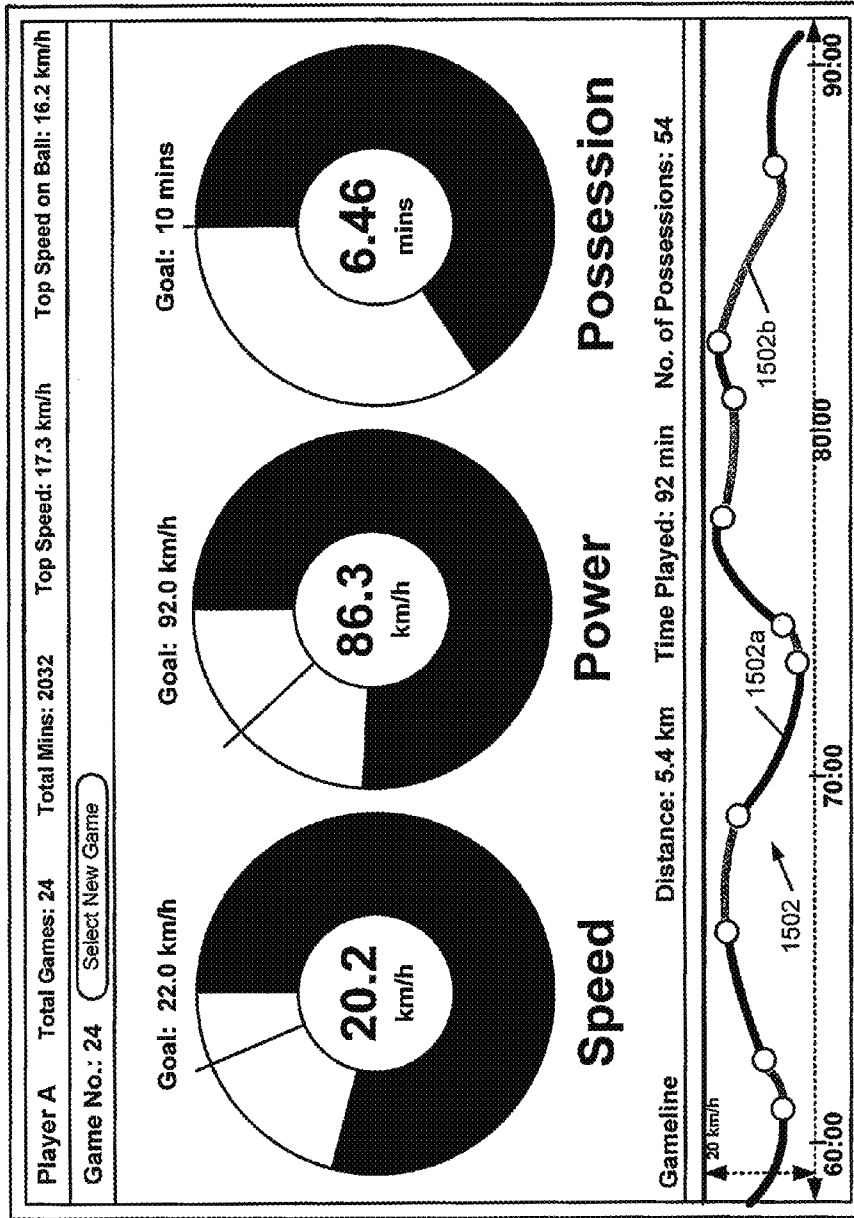 Player A Total Games: 24 Total Mins: 2032 Top Speed: 17.3 km/h Top Speed on Ball: 16.2 km/h
Game No.: 24 Select New Game
Goal: 22.0 km/h Goal: 92.0 km/h Goal: 10 mins
20.2 86.3 6.46
km/h km/h mins
Speed Power Possession
Gameline Distance: 5.4 km Time Played: 92 min No. of Possessions: 54
20 km/h
1502 1502a 1502b
60:00 70:00 80:00 90:00